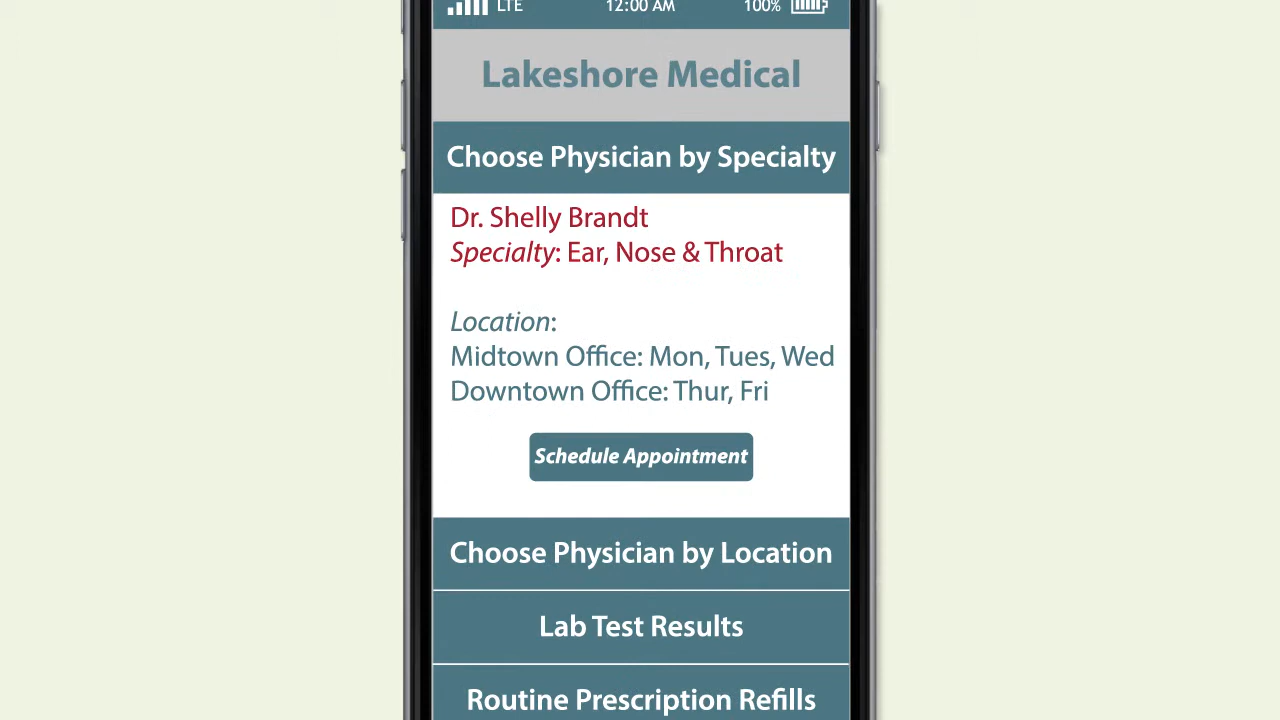 LTE 12:00 AM 100%
Lakeshore Medical
Choose Physician by Specialty
Dr. Shelly Brandt
Specialty: Ear, Nose & Throat
Location:
Midtown Office: Mon, Tues, Wed
Downtown Office: Thur, Fri
Schedule Appointment
Choose Physician by Location
Lab Test Results
Routine Prescription Refills